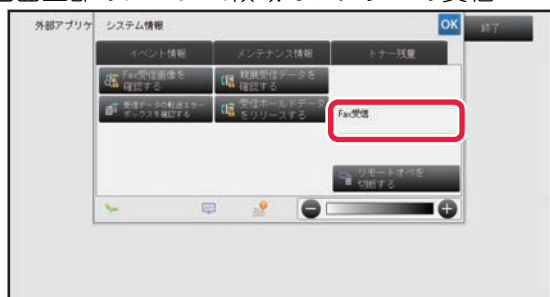 外部アプリケ
システム情報
OK
終了
イベント情報
メンテナンス情報
トナー残量
Fax受信画像を
確認する
親展受信データを
確認する
受信データの転送エラー
ボックスを確認する
受信ホールドデータ
をリリースする
Fax受信
リモートオペを
切断する